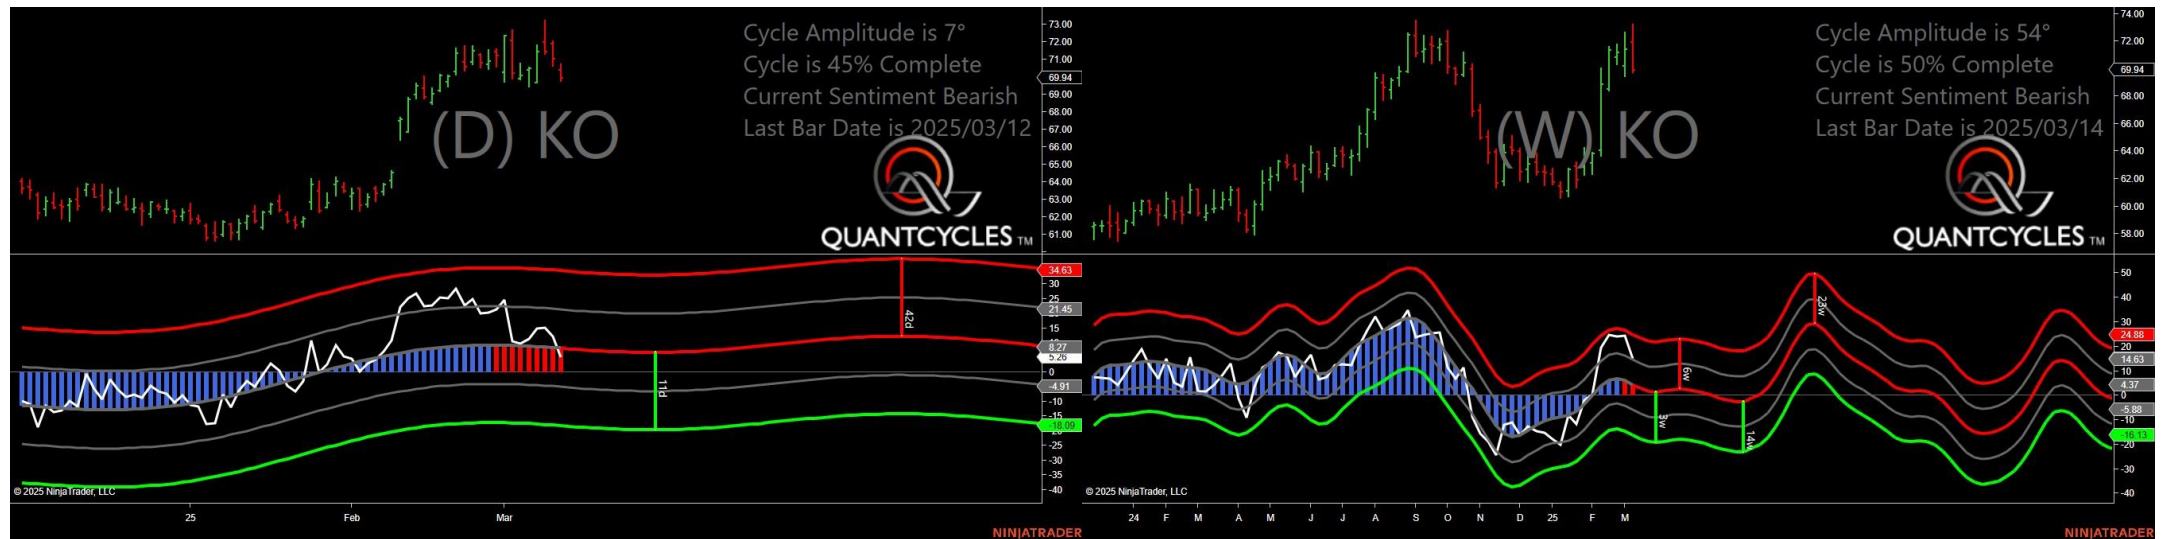 Cycle Amplitude is 7°
Cycle is 45% Complete
Current Sentiment Bearish
Last Bar Date is 2025/03/12
(D) KO
QUANTCYCLES TM
73.00
72.00
71.00
69.94
69.00
68.00
67.00
66.00
65.00
64.00
63.00
62.00
61.00
34.63
30
25
21.45
15
8.27
5.26
0
-4.91
-10
-15
-18.09
-25
-30
-35
-40
42d
11d
© 2025 NinjaTrader, LLC
25
Feb
Mar
NINJATRADER
Cycle Amplitude is 54°
Cycle is 50% Complete
Current Sentiment Bearish
Last Bar Date is 2025/03/14
(W) KO
QUANTCYCLES TM
74.00
72.00
69.94
68.00
66.00
64.00
62.00
60.00
58.00
50
40
30
24.88
20
14.63
10
4.37
0
-5.88
-10
-16.13
-20
-30
-40
23w
6w
3w
14w
© 2025 NinjaTrader, LLC
24 F M A M J J A S O N D 25 F M
NINJATRADER